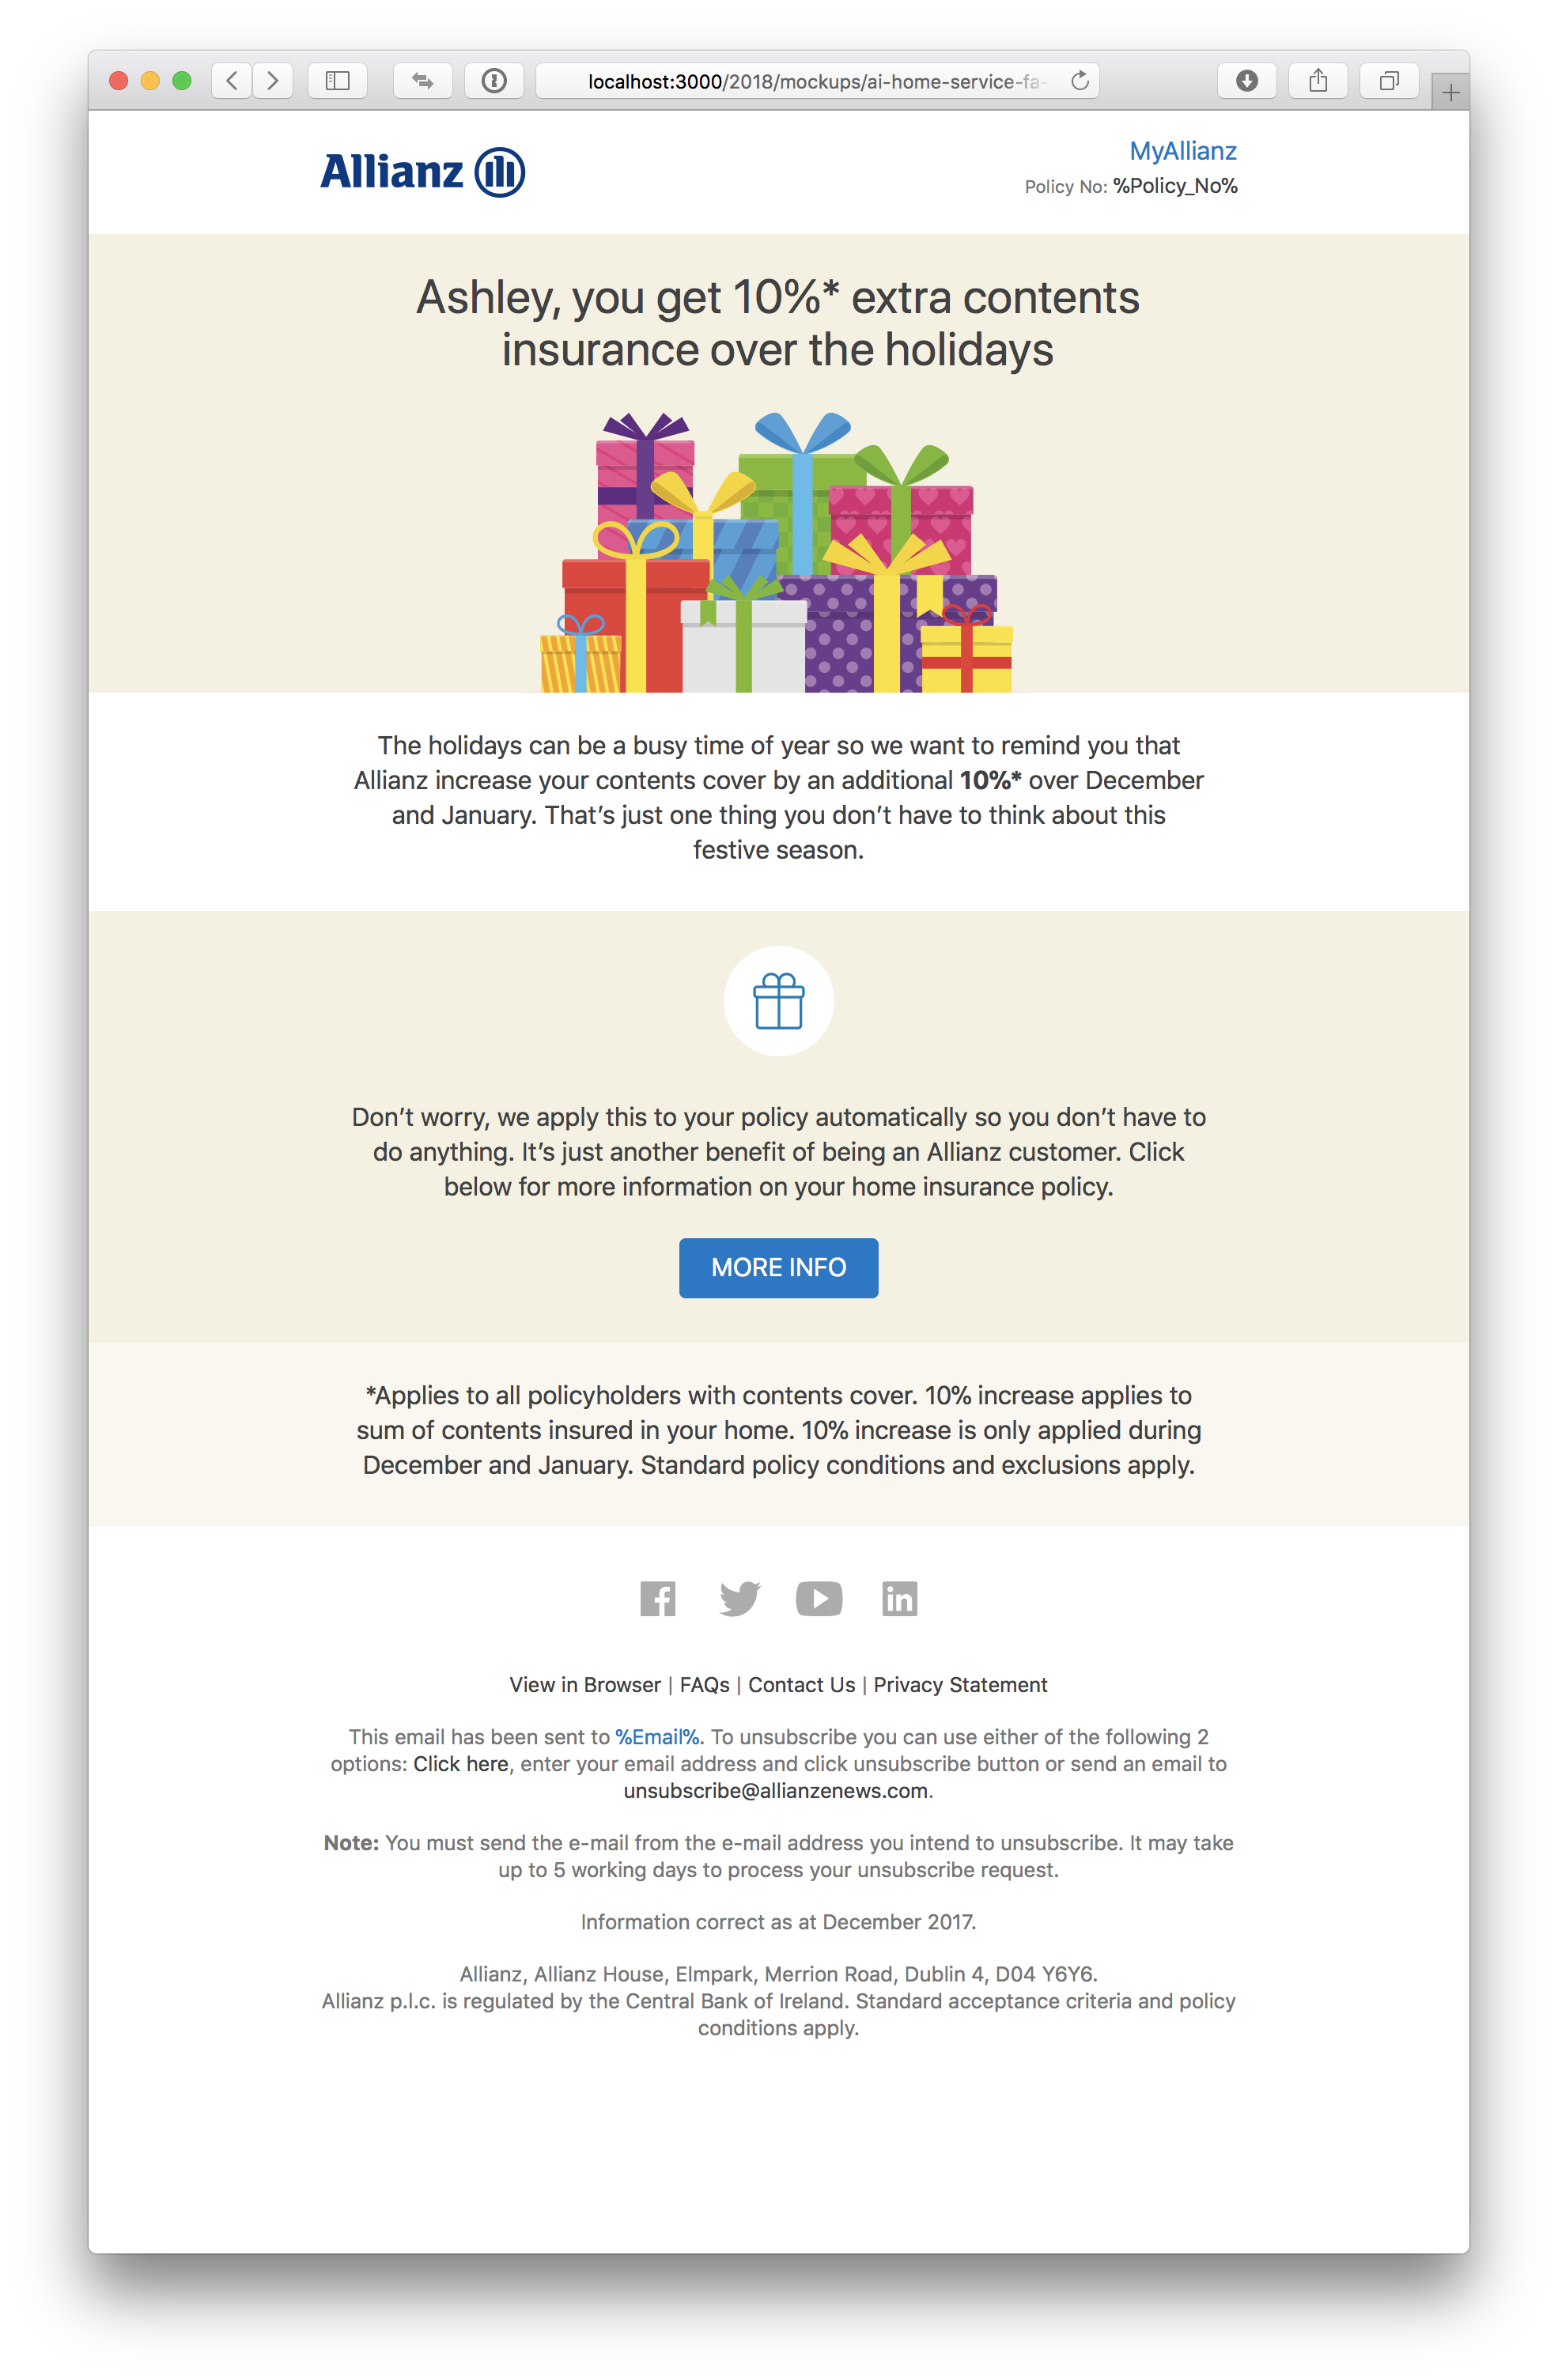 localhost:3000/2018/mockups/ai-home-service-fa-
Allianz
MyAllianz
Policy No: %Policy_No%
Ashley, you get 10%* extra contents
insurance over the holidays
The holidays can be a busy time of year so we want to remind you that
Allianz increase your contents cover by an additional 10%* over December
and January. That’s just one thing you don’t have to think about this
festive season.
Don’t worry, we apply this to your policy automatically so you don’t have to
do anything. It’s just another benefit of being an Allianz customer. Click
below for more information on your home insurance policy.
MORE INFO
*Applies to all policyholders with contents cover. 10% increase applies to
sum of contents insured in your home. 10% increase is only applied during
December and January. Standard policy conditions and exclusions apply.
View in Browser | FAQs | Contact Us | Privacy Statement
This email has been sent to %Email%. To unsubscribe you can use either of the following 2
options: Click here, enter your email address and click unsubscribe button or send an email to
unsubscribe@allianzenews.com.
Note: You must send the e-mail from the e-mail address you intend to unsubscribe. It may take
up to 5 working days to process your unsubscribe request.
Information correct as at December 2017.
Allianz, Allianz House, Elmpark, Merrion Road, Dublin 4, D04 Y6Y6.
Allianz p.l.c. is regulated by the Central Bank of Ireland. Standard acceptance criteria and policy
conditions apply.